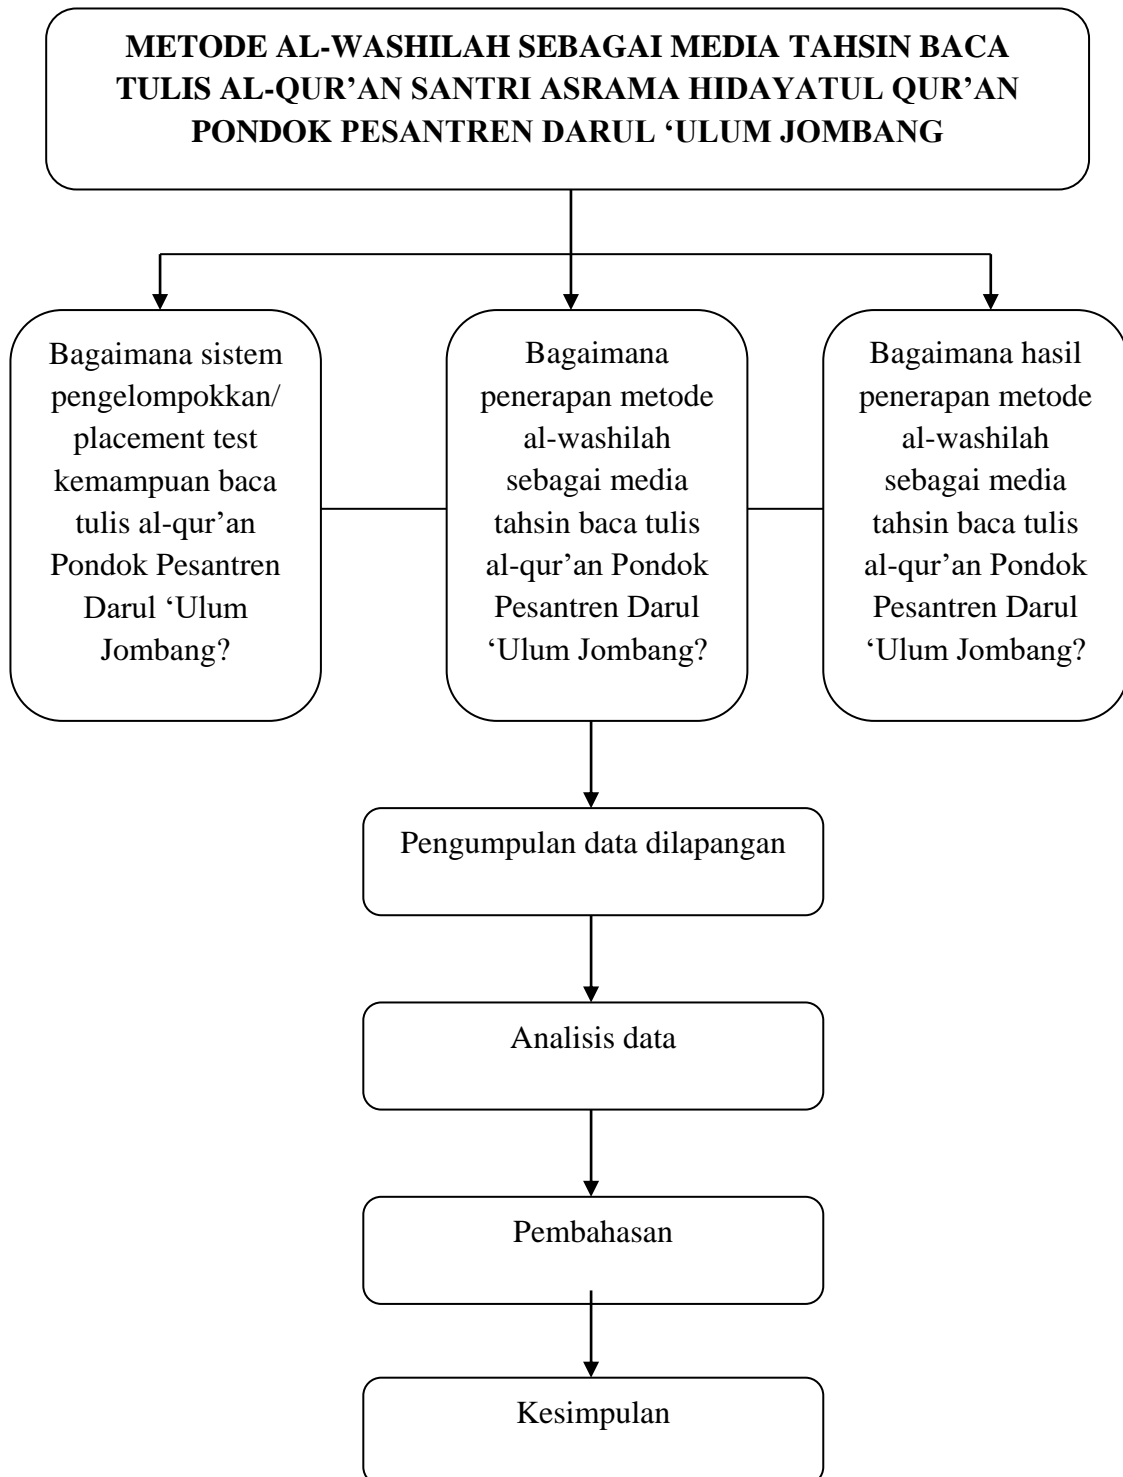 METODE AL-WASHILAH SEBAGAI MEDIA TAHSIN BACA
TULIS AL-QUR’AN SANTRI ASRAMA HIDAYATUL QUR’AN
PONDOK PESANTREN DARUL ‘ULUM JOMBANG
Bagaimana sistem
pengelompokkan/
placement test
kemampuan baca
tulis al-qur’an
Pondok Pesantren
Darul ‘Ulum
Jombang?
Bagaimana
penerapan metode
al-washilah
sebagai media
tahsin baca tulis
al-qur’an Pondok
Pesantren Darul
‘Ulum Jombang?
Bagaimana hasil
penerapan metode
al-washilah
sebagai media
tahsin baca tulis
al-qur’an Pondok
Pesantren Darul
‘Ulum Jombang?
Pengumpulan data dilapangan
Analisis data
Pembahasan
Kesimpulan